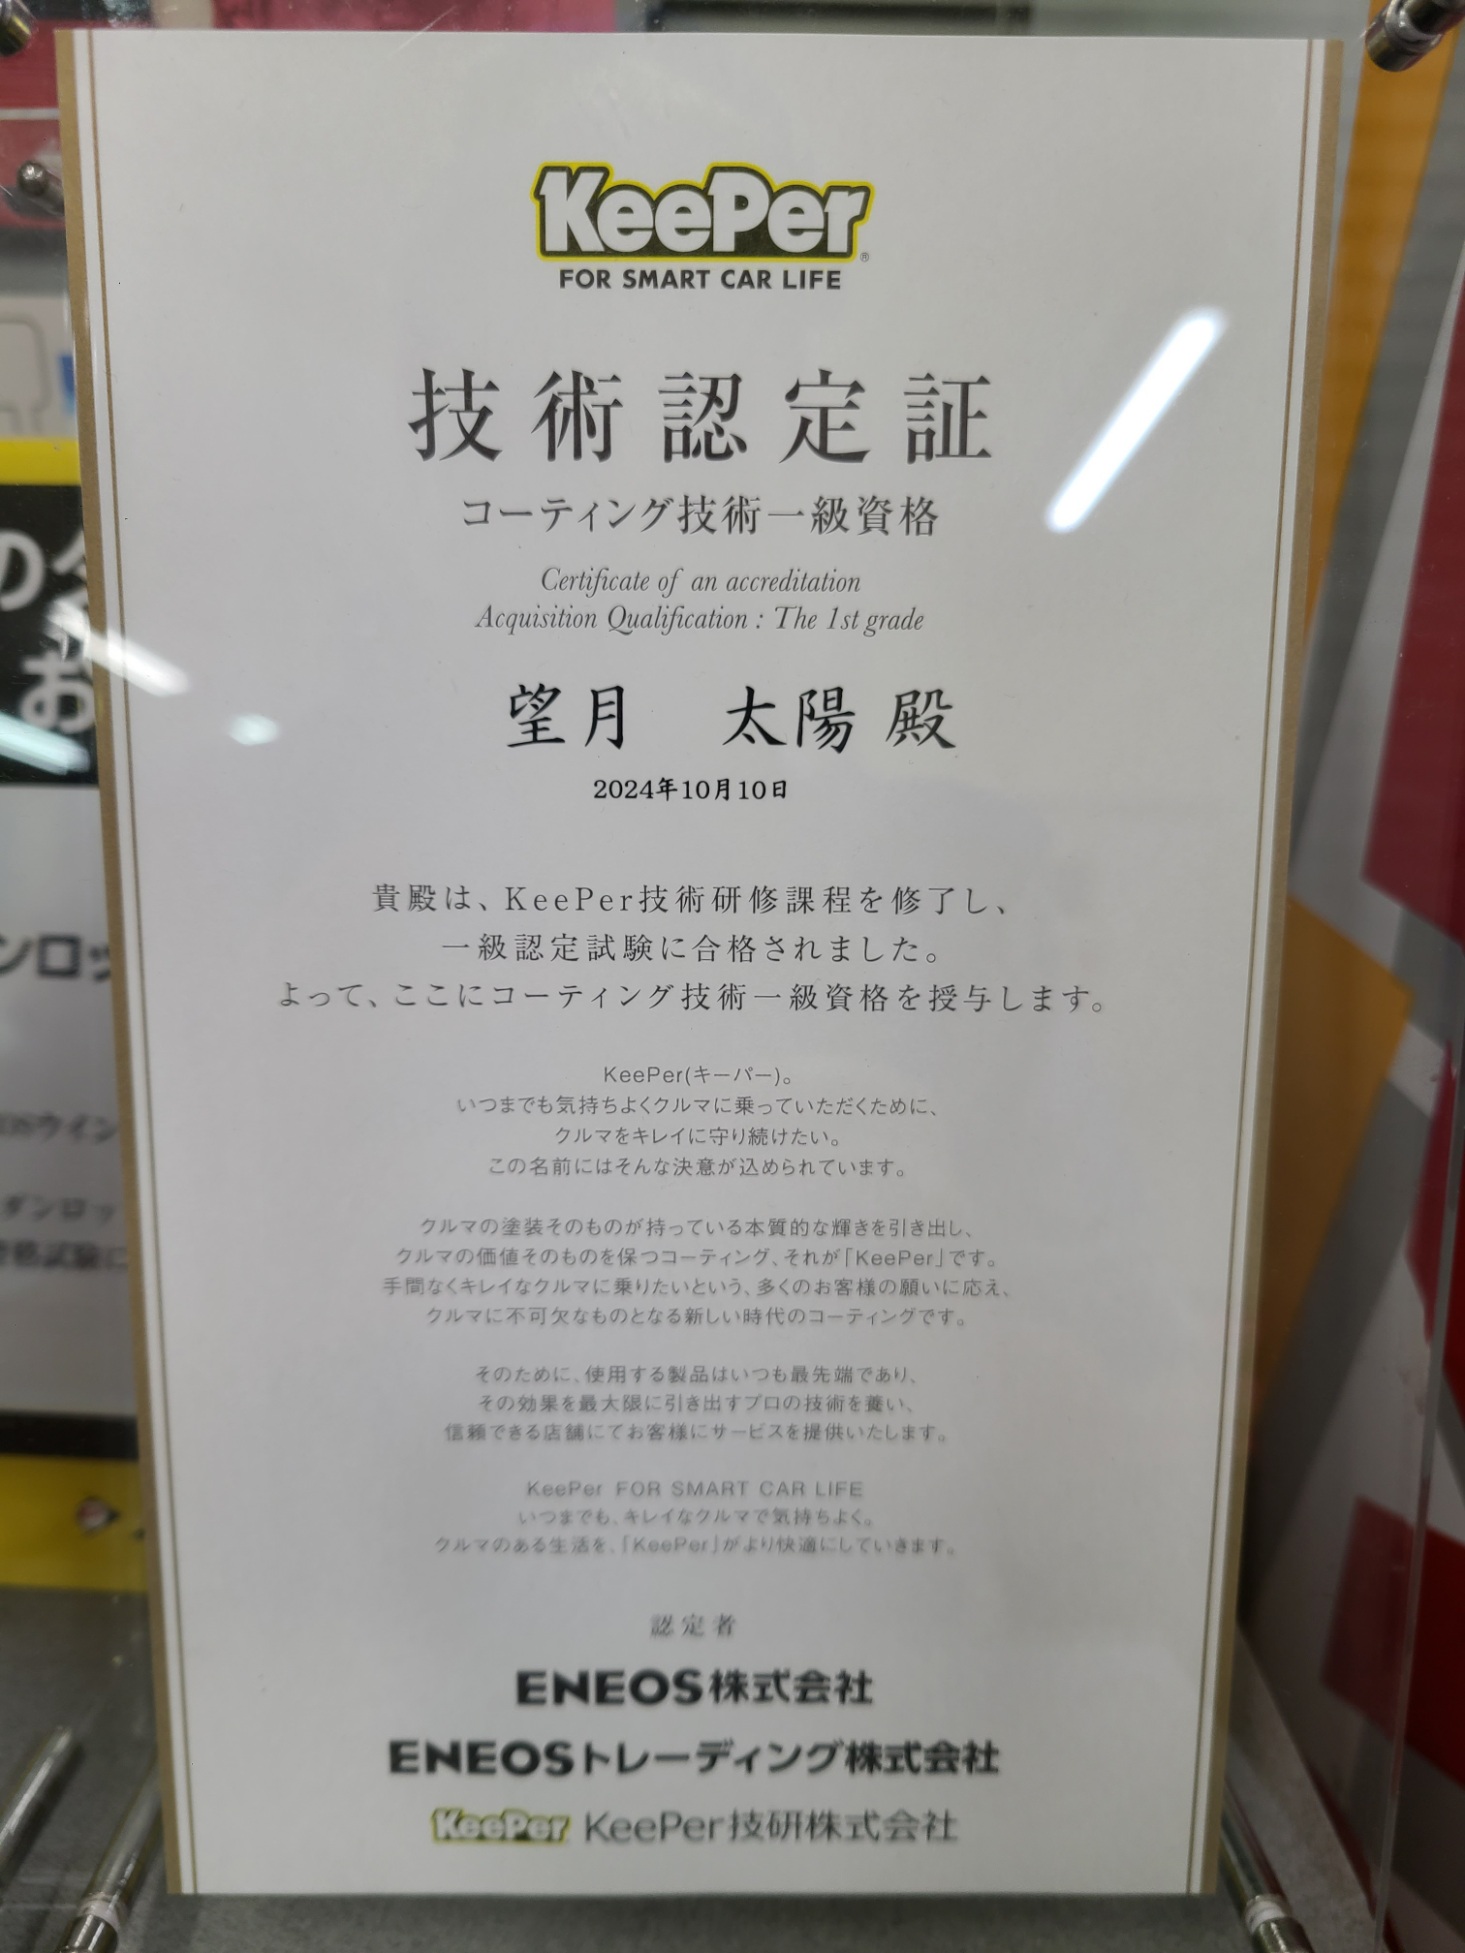 KeePer
FOR SMART CAR LIFE
技術認定証
コーティング技術一級資格
Certificate of an accreditation
Acquisition Qualification : The 1st grade
望月 太陽 殿
2024年10月10日
貴殿は、KeePer技術研修課程を修了し、
一級認定試験に合格されました。
よって、ここにコーティング技術一級資格を授与します。
KeePer(キーパー)。
いつまでも気持ちよくクルマに乗っていただくために、
クルマをキレイに守り続けたい。
この名前にはそんな決意が込められています。
クルマの塗装そのものが持っている本質的な輝きを引き出し、
クルマの価値そのものを保つコーティング、それが「KeePer」です。
手間なくキレイなクルマに乗りたいという、多くのお客様の願いに応え、
クルマに不可欠なものとなる新しい時代のコーティングです。
そのために、使用する製品はいつも最先端であり、
その効果を最大限に引き出すプロの技術を養い、
信頼できる店舗にてお客様にサービスを提供いたします。
KeePer FOR SMART CAR LIFE
いつまでも、キレイなクルマで気持ちよく。
クルマのある生活を、「KeePer」がより快適にしていきます。
認定者
ENEOS株式会社
ENEOSトレーディング株式会社
KeePer KeePer技研株式会社